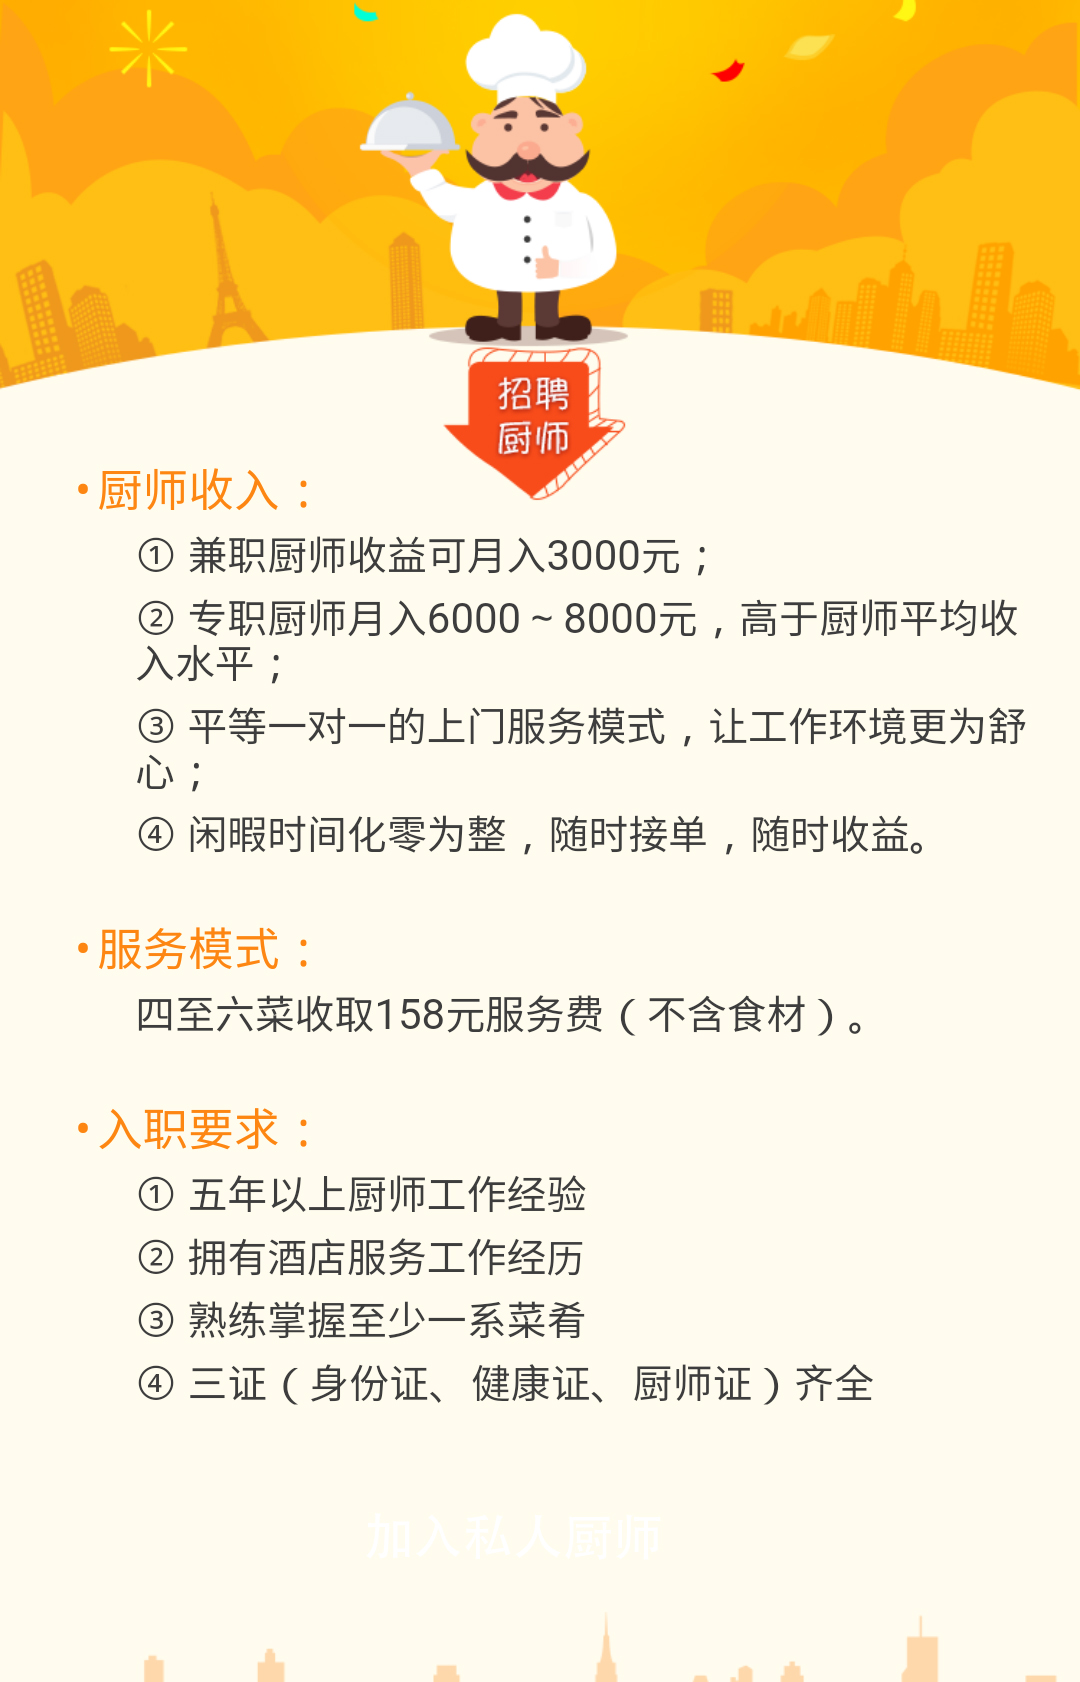 招聘
厨师
•厨师收入：
① 兼职厨师收益可月入3000元；
② 专职厨师月入6000 ~ 8000元，高于厨师平均收
入水平；
③ 平等一对一的上门服务模式，让工作环境更为舒
心；
④ 闲暇时间化零为整，随时接单，随时收益。
•服务模式：
四至六菜收取158元服务费（不含食材）。
•入职要求：
① 五年以上厨师工作经验
② 拥有酒店服务工作经历
③ 熟练掌握至少一系菜肴
④ 三证（身份证、健康证、厨师证）齐全
加入私人厨师